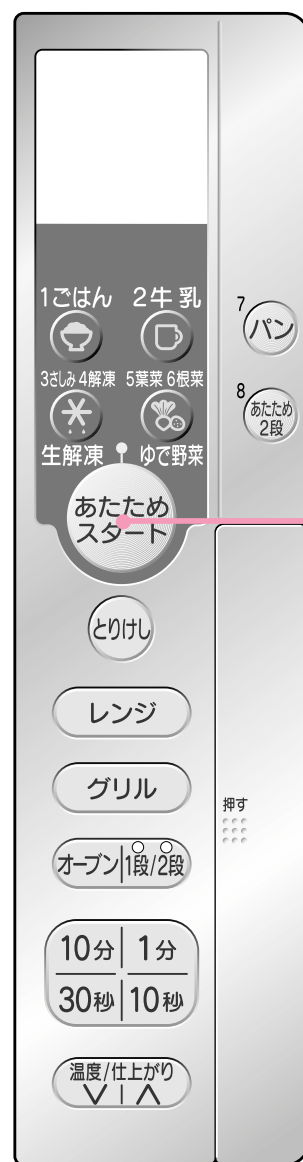 1ごはん 2牛乳
7
パン
3さしみ 4解凍 5葉菜 6根菜
8
あたため
2段
生解凍 ゆで野菜
あたため
スタート
とりけし
レンジ
グリル
押す
オーブン 1段/2段
10分 1分
30秒 10秒
温度/仕上がり